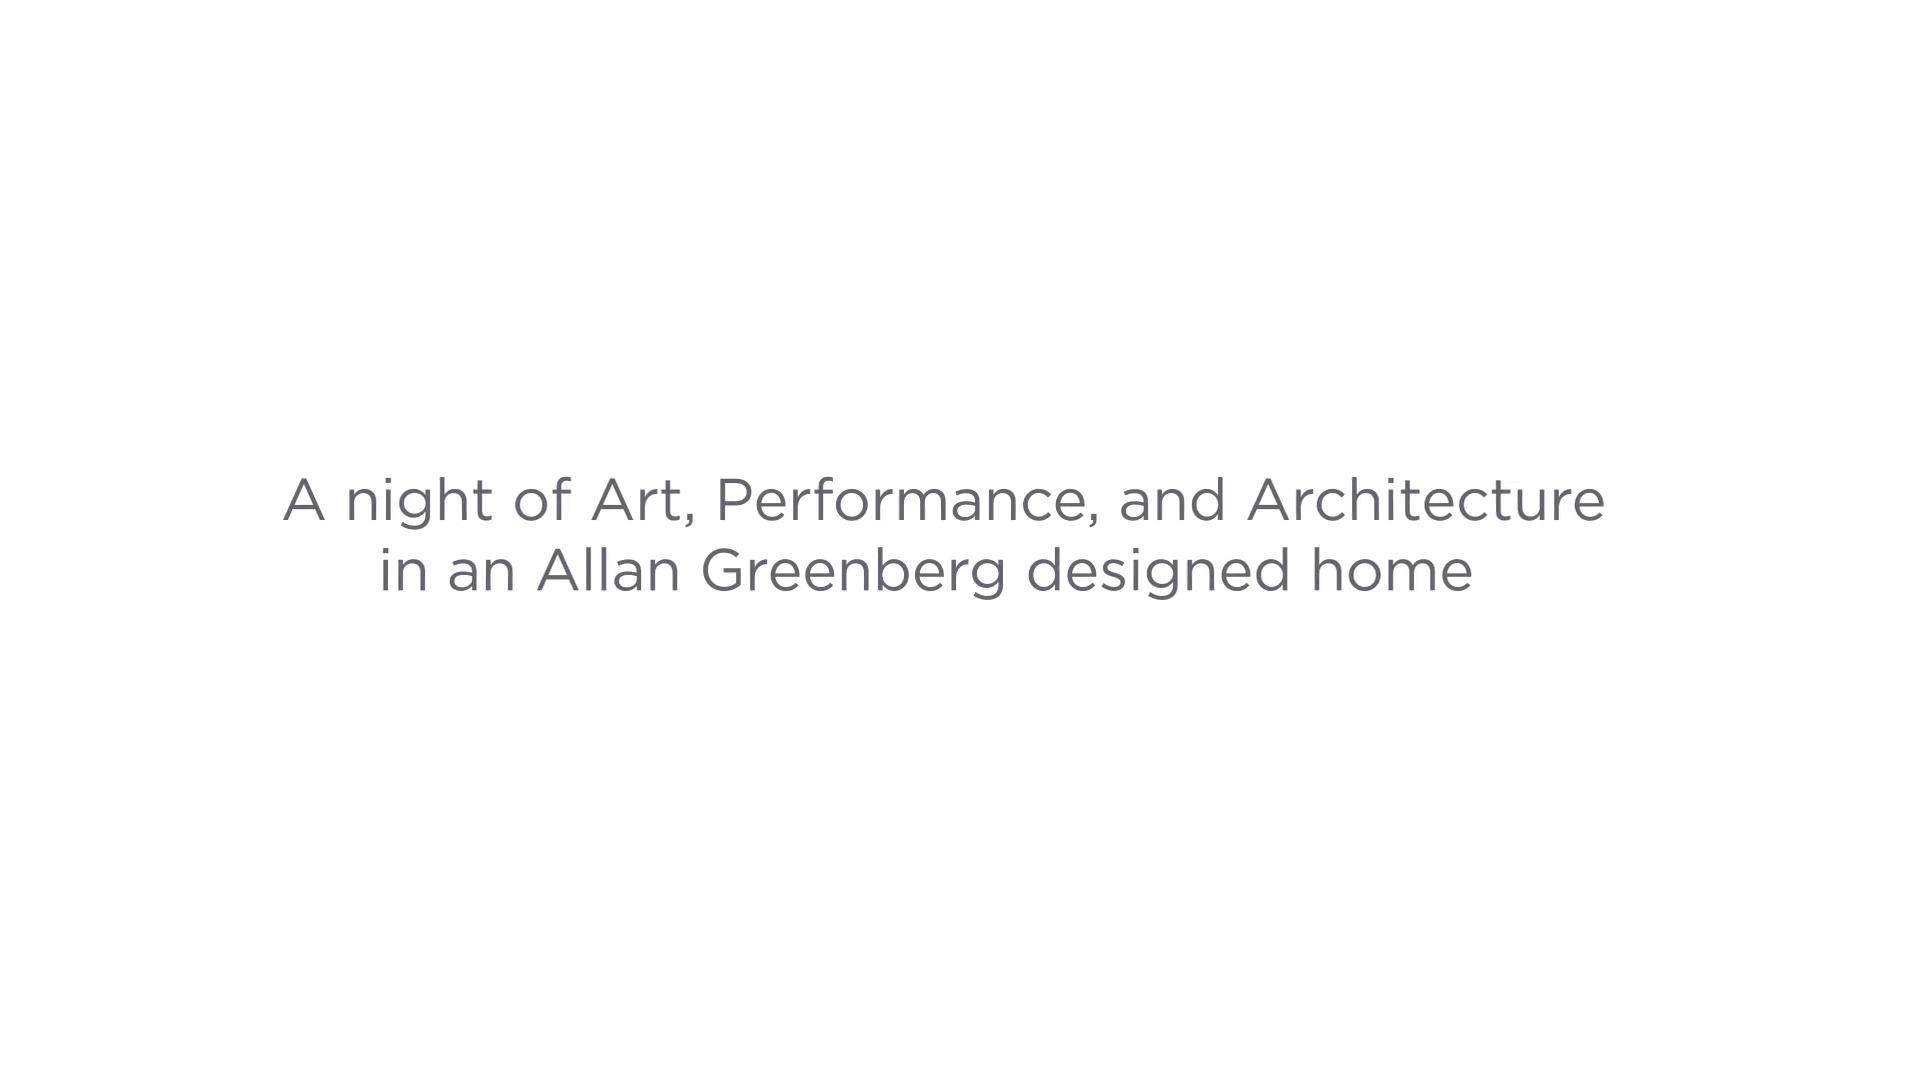 A night of Art, Performance, and Architecture
in an Allan Greenberg designed home